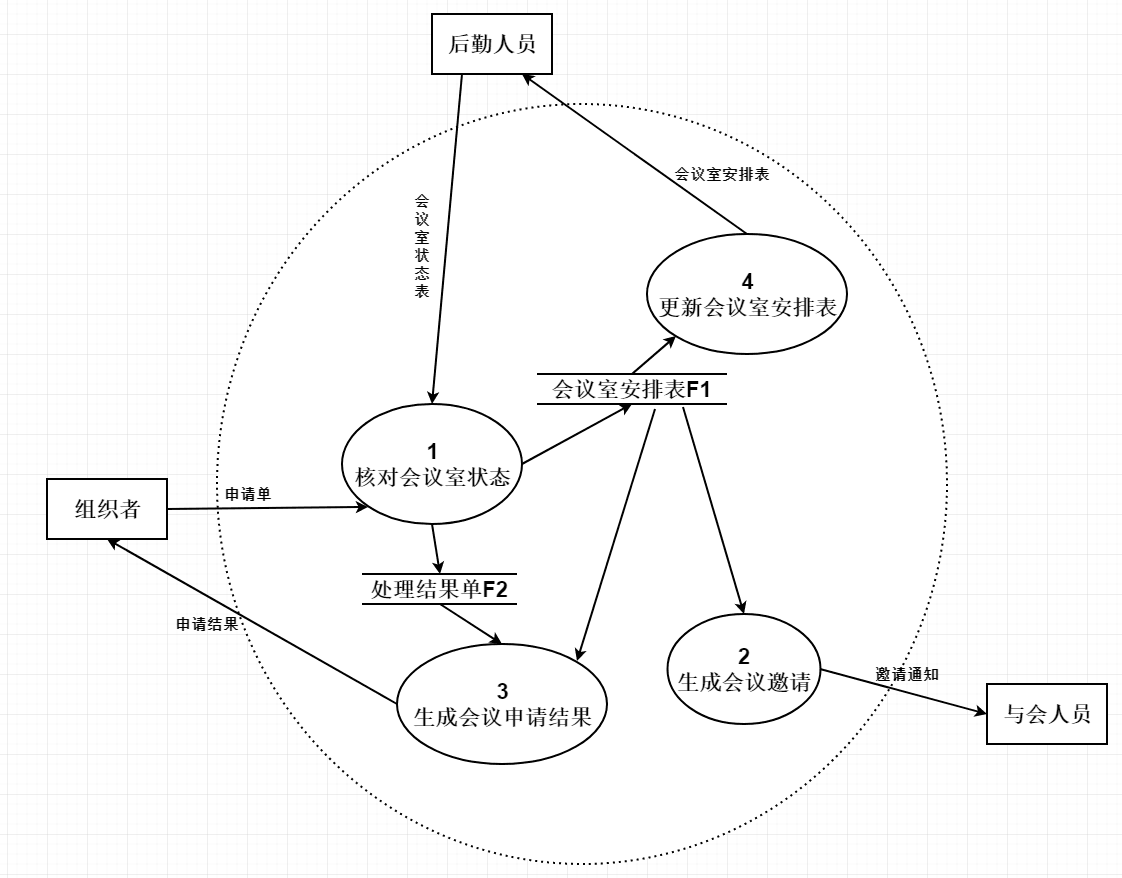 后勤人员
会议室安排表
会议室状态表
4
更新会议室安排表
会议室安排表F1
1
核对会议室状态
申请单
组织者
处理结果单F2
申请结果
2
生成会议邀请
邀请通知
3
生成会议申请结果
与会人员